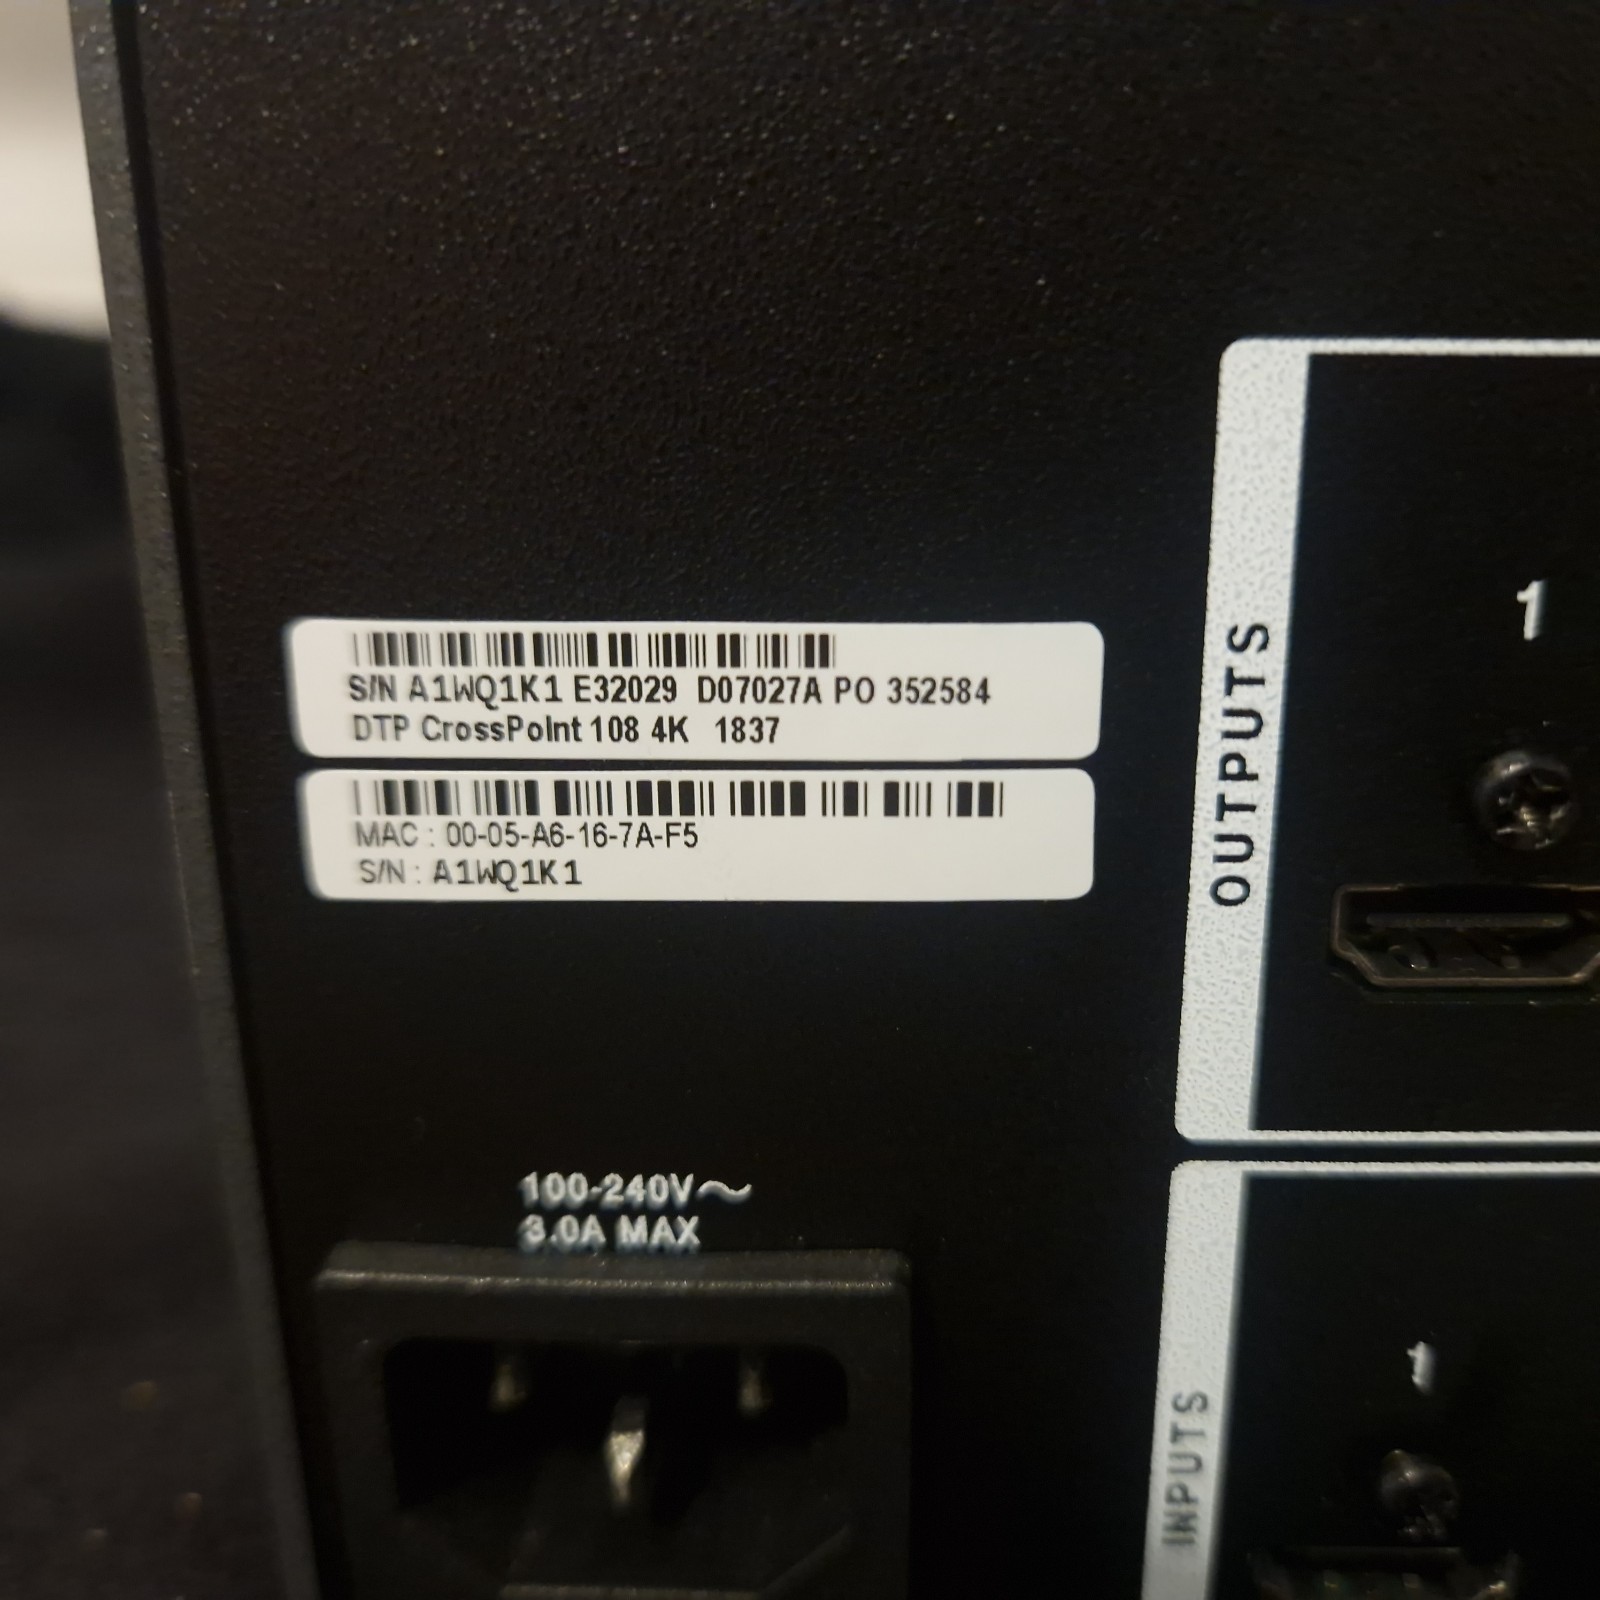 S/N A1WQ1K1 E32029 D07027A PO 352584
DTP CrossPoint 108 4K 1837
MAC : 00-05-A6-16-7A-F5
S/N : A1WQ1K1
OUTPUTS
1
100-240V~
3.0A MAX
INPUTS
1